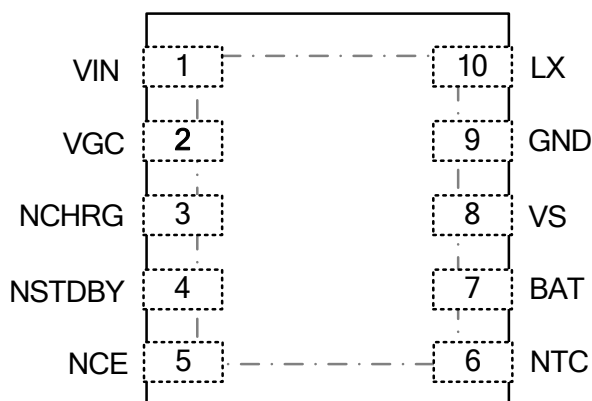 VIN 1 10 LX
VGC 2 9 GND
NCHRG 3 8 VS
NSTDBY 4 7 BAT
NCE 5 6 NTC